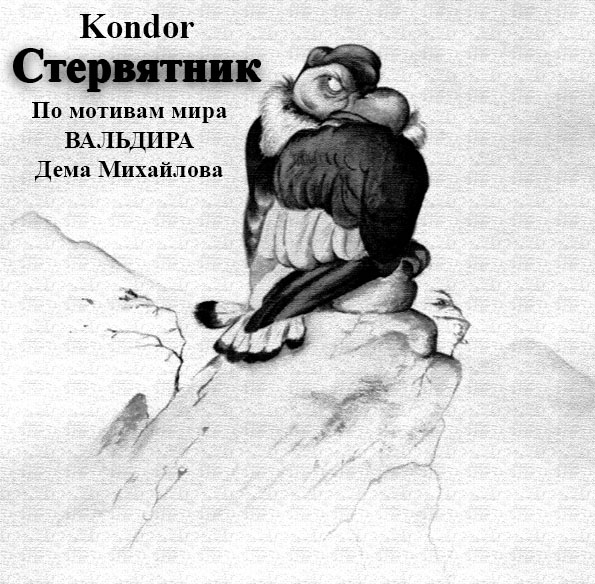 Kondor
Стервятник
По мотивам мира
ВАЛЬДИРА
Дема Михайлова